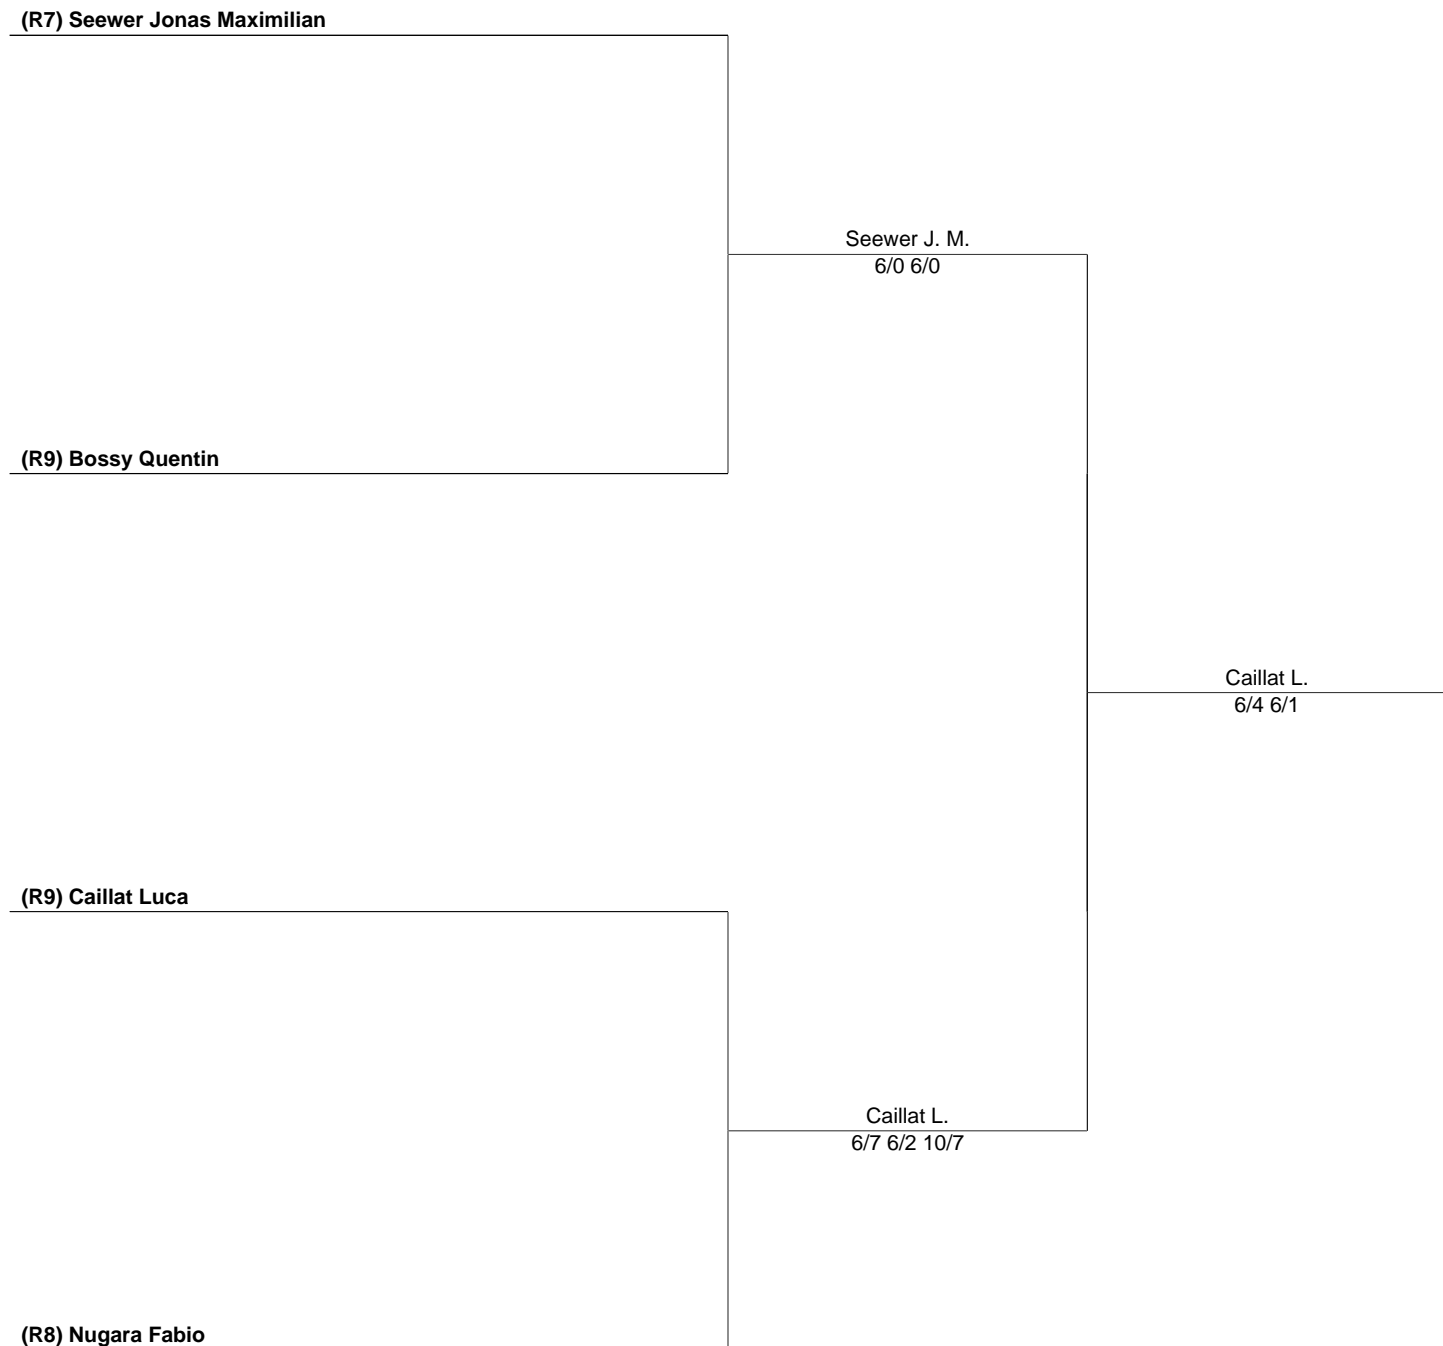 (R7) Seewer Jonas Maximilian
Seewer J. M.
6/0 6/0
(R9) Bossy Quentin
Caillat L.
6/4 6/1
(R9) Caillat Luca
Caillat L.
6/7 6/2 10/7
(R8) Nugara Fabio